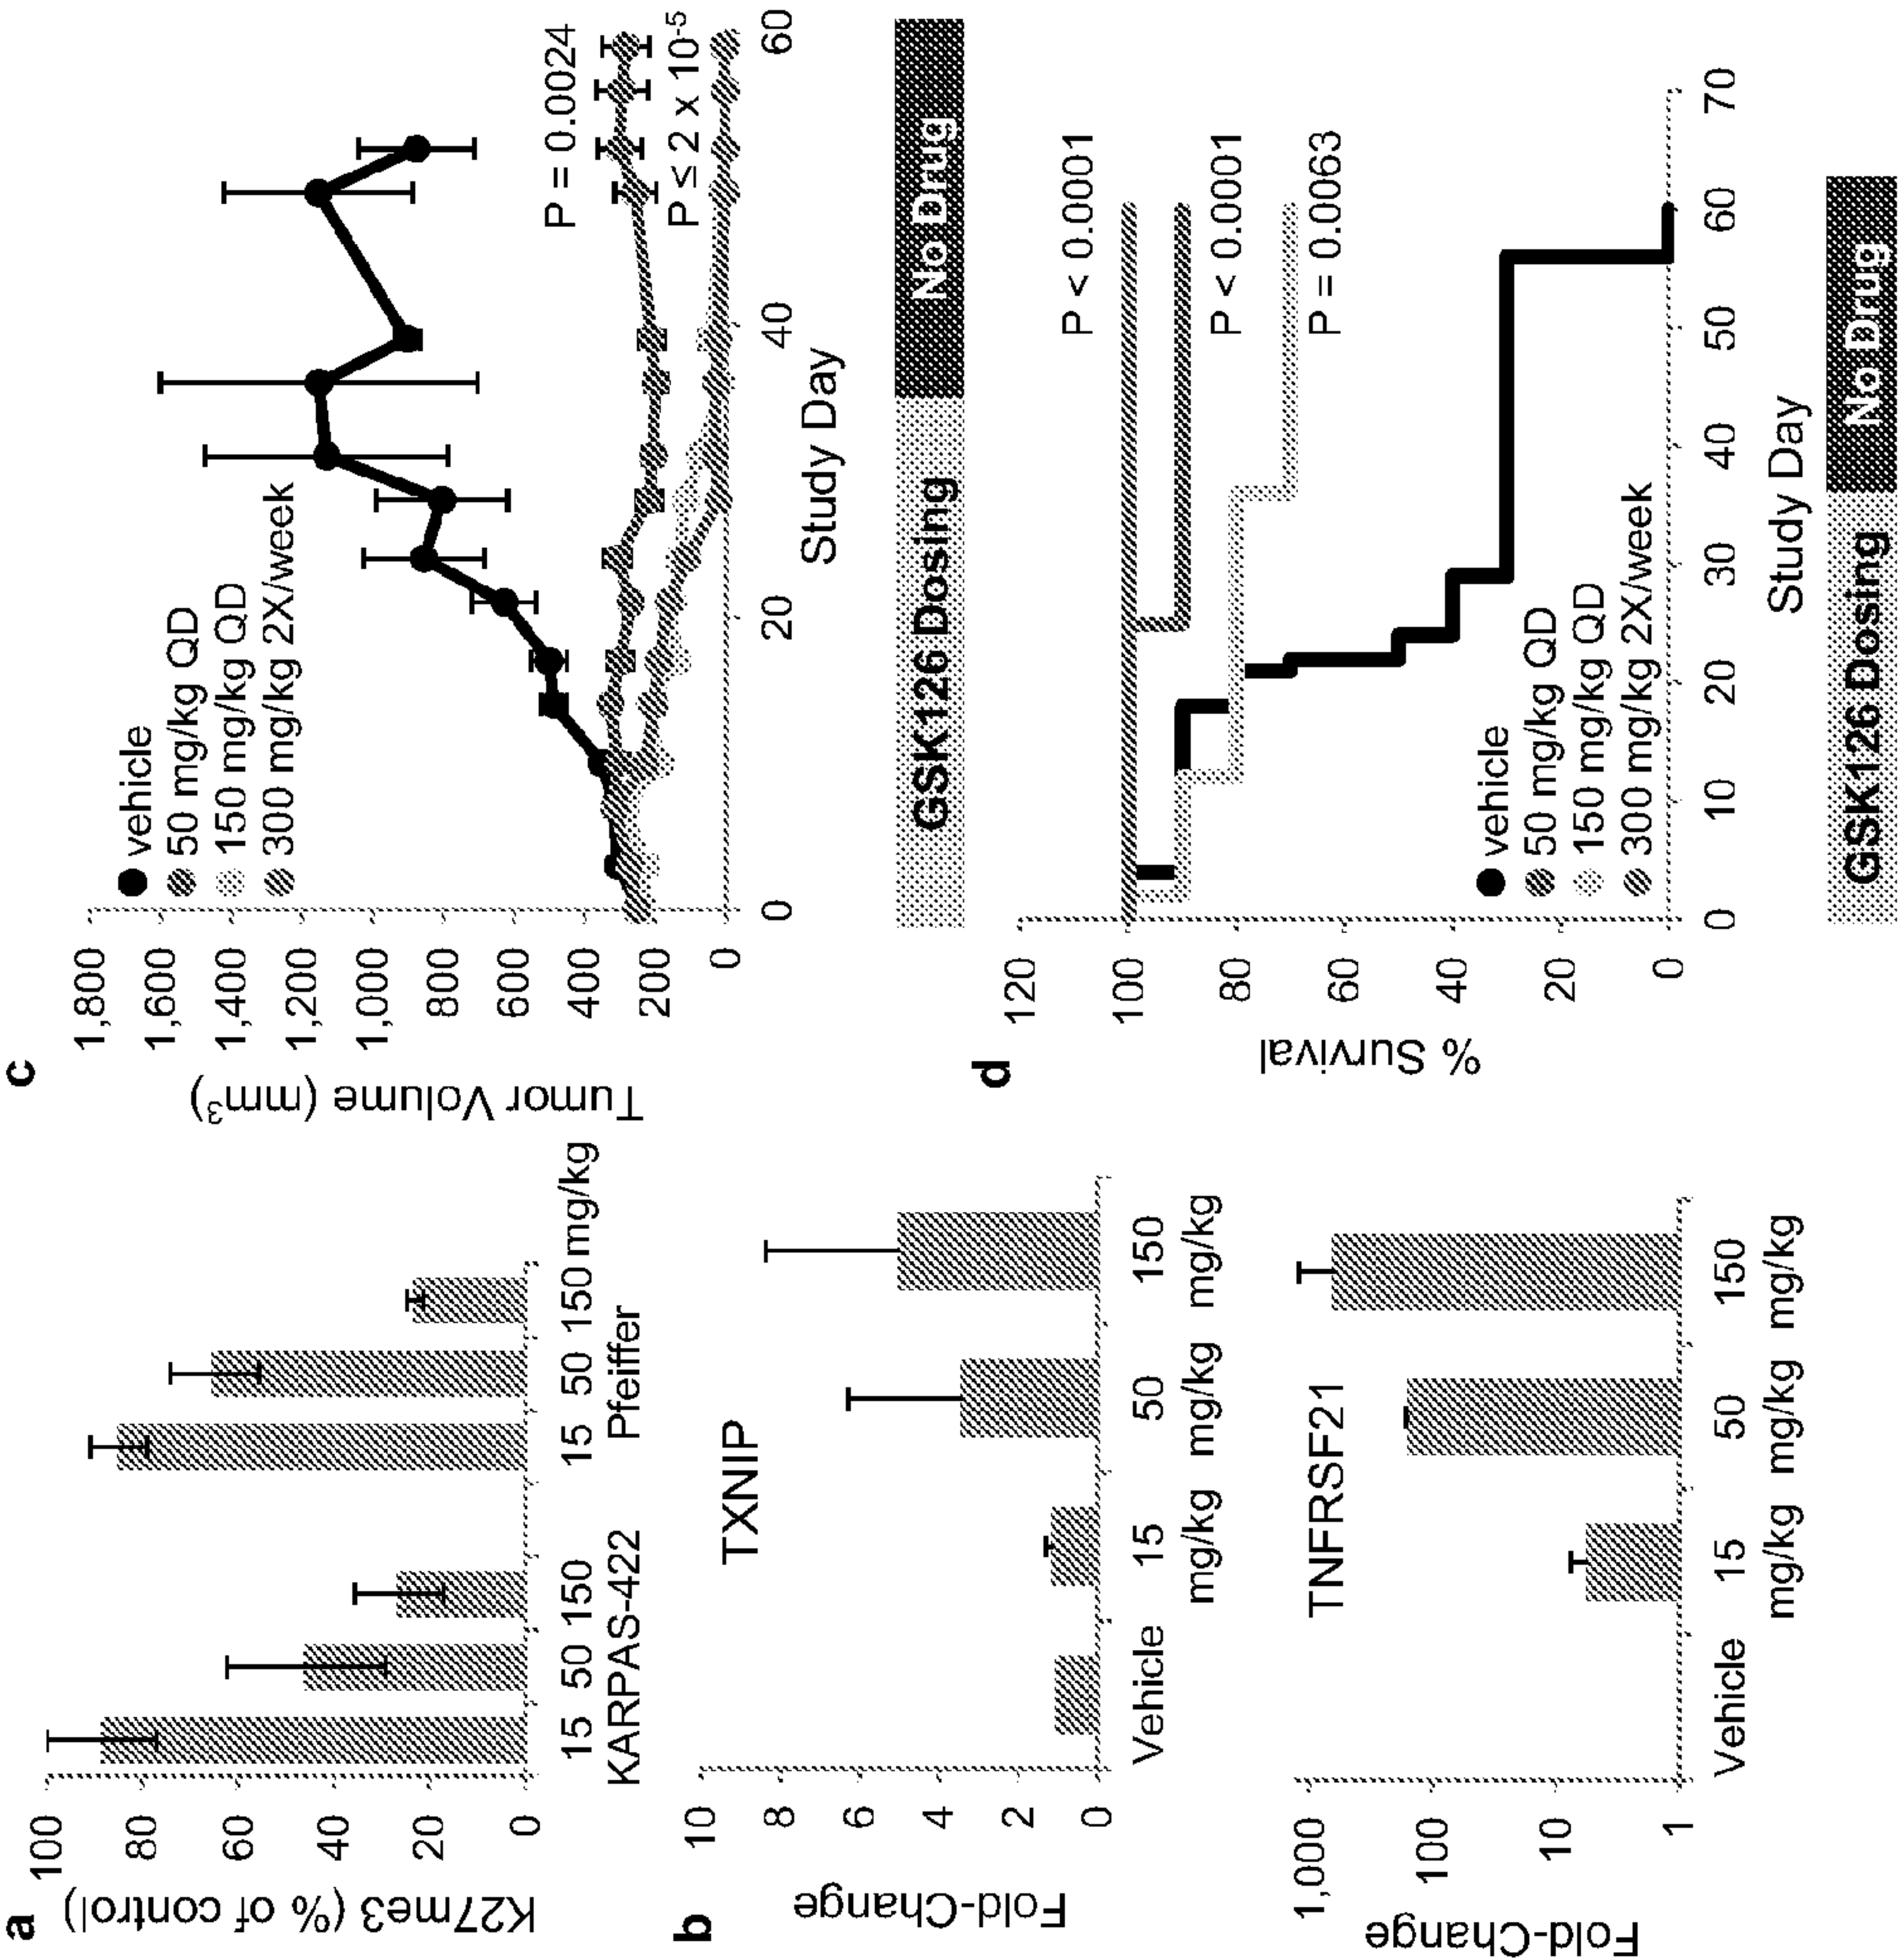 a
K27me3 (% of control)
100
80
60
40
20
0
15 50 150 15 50 150 mg/kg
KARPAS-422 Pfeiffer
b
TXNIP
Fold-Change
10
8
6
4
2
0
Vehicle 15 50 150
mg/kg mg/kg mg/kg
TNFRSF21
Fold-Change
1,000
100
10
1
Vehicle 15 50 150
mg/kg mg/kg mg/kg
c
Tumor Volume (mm³)
1,800
1,600
1,400
1,200
1,000
800
600
400
200
0
vehicle
50 mg/kg QD
150 mg/kg QD
300 mg/kg 2X/week
P = 0.0024
P ≤ 2 x 10⁻⁵
0 20 40 60
Study Day
GSK126 Dosing No Drug
d
% Survival
120
100
80
60
40
20
0
P < 0.0001
P < 0.0001
P = 0.0063
vehicle
50 mg/kg QD
150 mg/kg QD
300 mg/kg 2X/week
0 10 20 30 40 50 60 70
Study Day
GSK126 Dosing No Drug